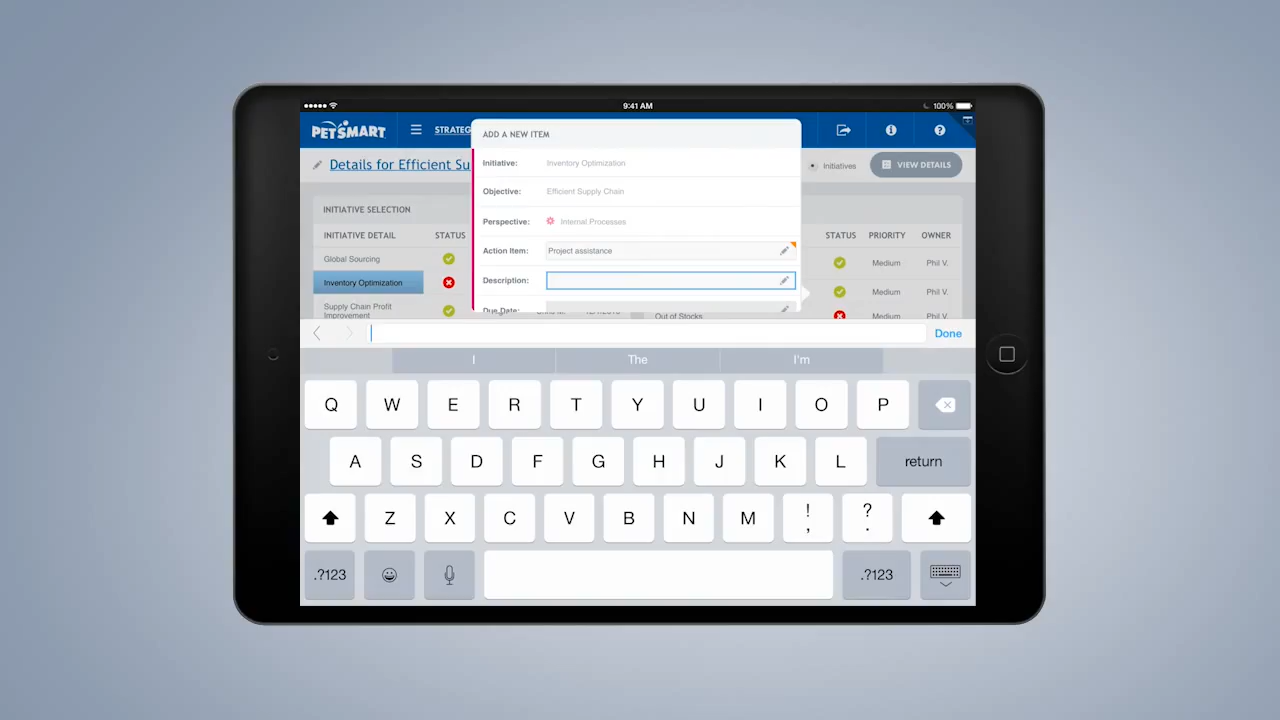 9:41 AM
100%
PETSMART
STRATEG
Details for Efficient Su
Initiatives
VIEW DETAILS
ADD A NEW ITEM
Initiative: Inventory Optimization
Objective: Efficient Supply Chain
Perspective: Internal Processes
Action Item: Project assistance
Description:
Due Date:
INITIATIVE SELECTION
INITIATIVE DETAIL STATUS
Global Sourcing
Inventory Optimization
Supply Chain Profit
Improvement
STATUS PRIORITY OWNER
Medium Phil V.
Medium Phil V.
Out of Stocks Medium Phil V.
Done
I The I'm
Q W E R T Y U I O P
A S D F G H J K L return
Z X C V B N M ! , ? .
.?123 .?123